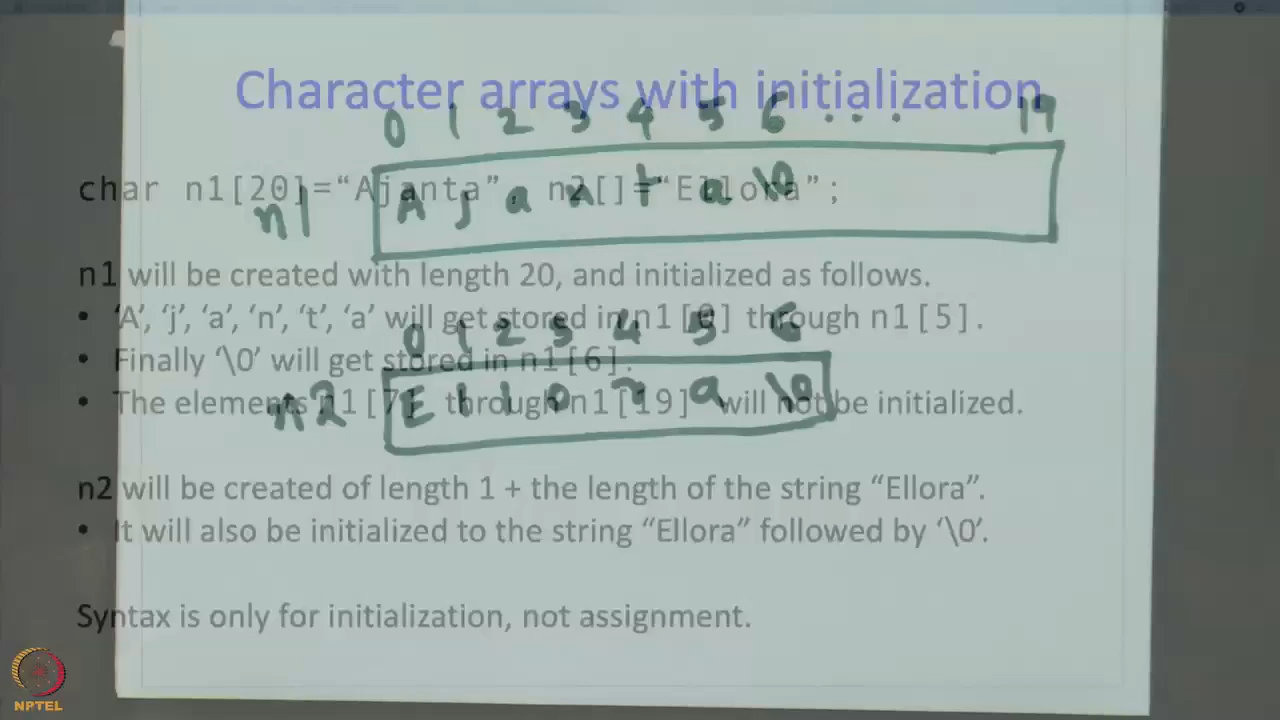 Character arrays with initialization
0 1 2 3 4 5 6 . . . 19
char n1[20]=“Ajanta”, n2[]=“Ellora”;
n1 A j a n t a \0
n1 will be created with length 20, and initialized as follows.
• ‘A’, ‘j’, ‘a’, ‘n’, ‘t’, ‘a’ will get stored in n1[0] through n1[5].
0 1 2 3 4 5 6
• Finally ‘\0’ will get stored in n1[6].
• The elements n1[7] through n1[19] will not be initialized.
n2 E l l o r a \0
n2 will be created of length 1 + the length of the string “Ellora”.
• It will also be initialized to the string “Ellora” followed by ‘\0’.
Syntax is only for initialization, not assignment.
NPTEL